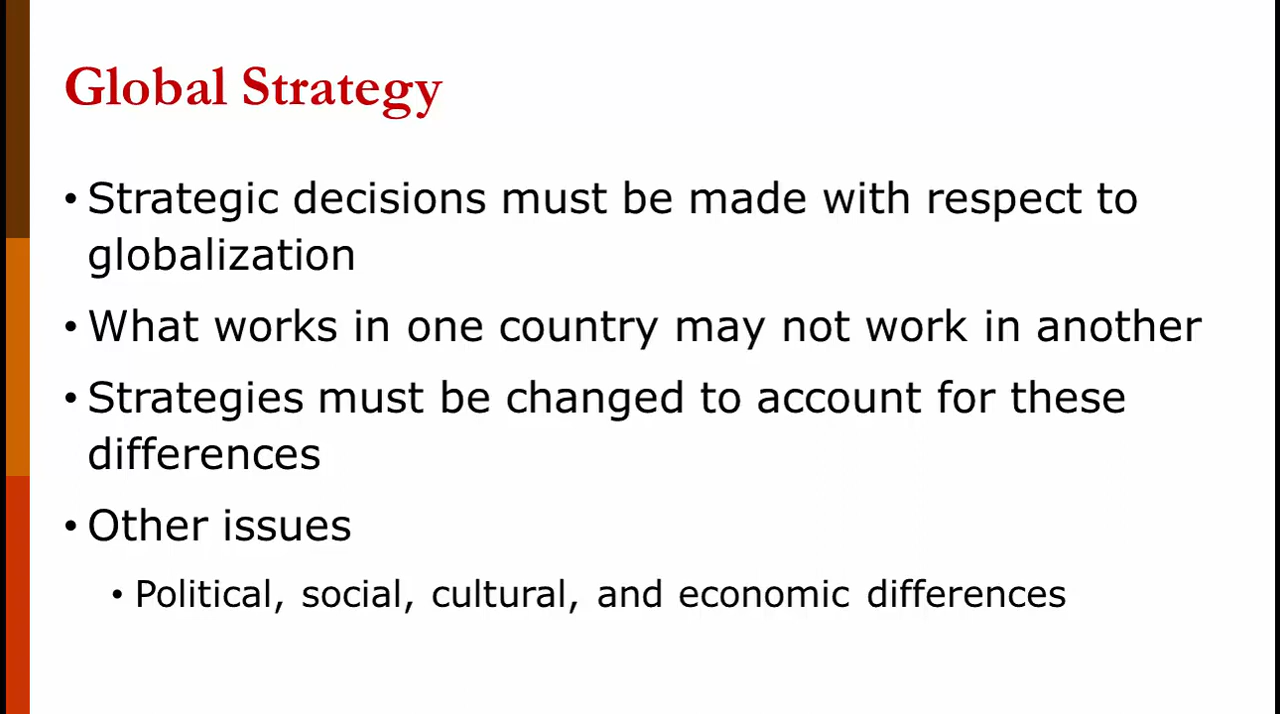 Global Strategy
• Strategic decisions must be made with respect to
globalization
• What works in one country may not work in another
• Strategies must be changed to account for these
differences
• Other issues
• Political, social, cultural, and economic differences